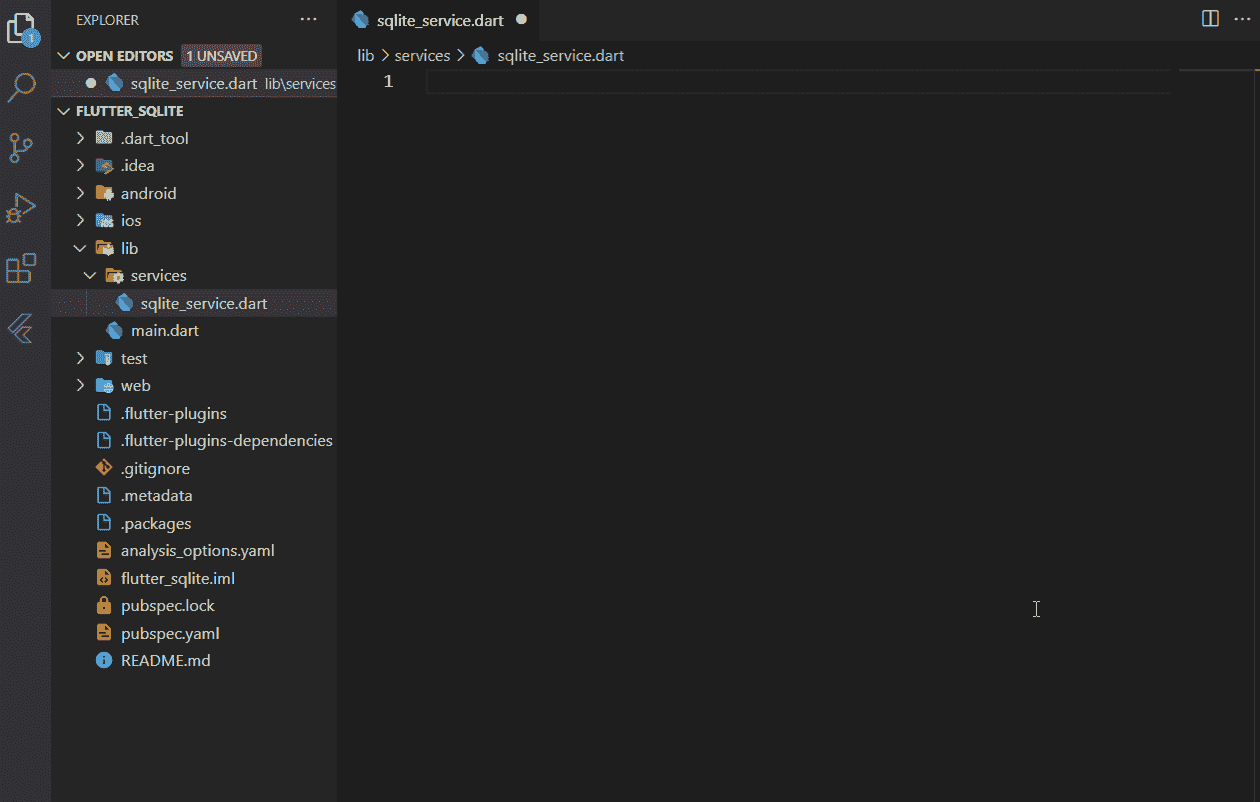 EXPLORER
OPEN EDITORS 1 UNSAVED
sqlite_service.dart lib\services
FLUTTER_SQLITE
.dart_tool
.idea
android
ios
lib
services
sqlite_service.dart
main.dart
test
web
.flutter-plugins
.flutter-plugins-dependencies
.gitignore
.metadata
.packages
analysis_options.yaml
flutter_sqlite.iml
pubspec.lock
pubspec.yaml
README.md
1
sqlite_service.dart
lib > services > sqlite_service.dart
1